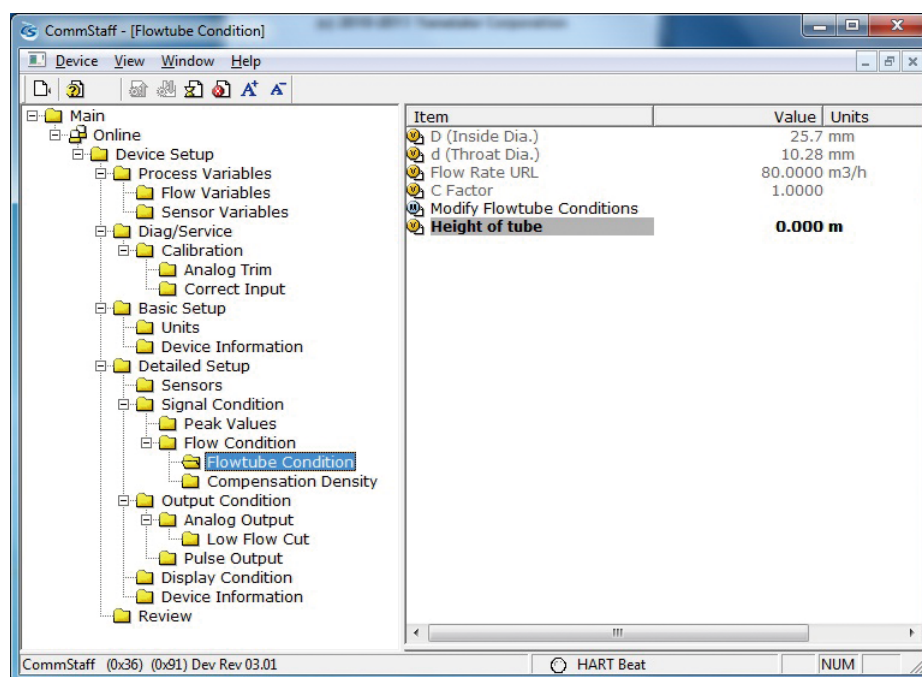 CommStaff - [Flowtube Condition]
Device View Window Help
Main
Online
Device Setup
Process Variables
Flow Variables
Sensor Variables
Diag/Service
Calibration
Analog Trim
Correct Input
Basic Setup
Units
Device Information
Detailed Setup
Sensors
Signal Condition
Peak Values
Flow Condition
Flowtube Condition
Compensation Density
Output Condition
Analog Output
Low Flow Cut
Pulse Output
Display Condition
Device Information
Review
Item Value Units
D (Inside Dia.) 25.7 mm
d (Throat Dia.) 10.28 mm
Flow Rate URL 80.0000 m3/h
C Factor 1.0000
Modify Flowtube Conditions
Height of tube 0.000 m
CommStaff (0x36) (0x91) Dev Rev 03.01 HART Beat NUM